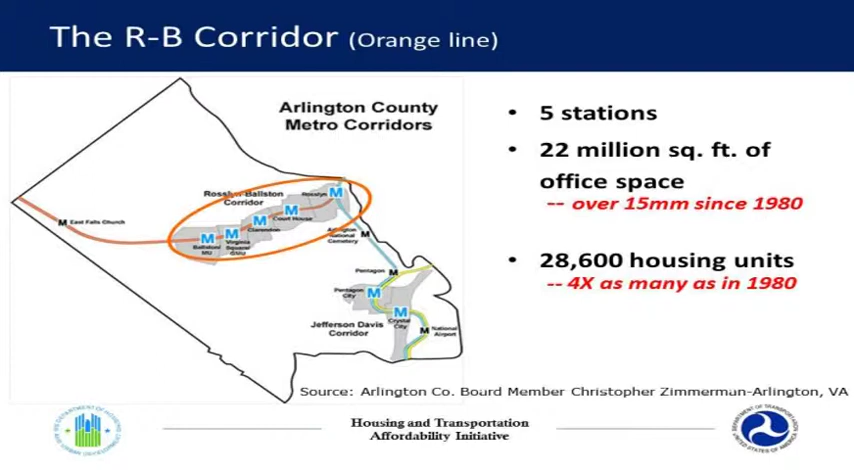 The R-B Corridor (Orange line)
Arlington County
Metro Corridors
Rosslyn-Ballston
Corridor
Rosslyn
M
M
Court House
M
Clarendon
M
Virginia
Square/
GMU
M
Ballston/
MU
M East Falls Church
Arlington
National
Cemetery
M
Pentagon M
Pentagon
City
M
M
Crystal
City
Jefferson Davis
Corridor
M National
Airport
• 5 stations
• 22 million sq. ft. of
office space
-- over 15mm since 1980
• 28,600 housing units
-- 4X as many as in 1980
Source: Arlington Co. Board Member Christopher Zimmerman-Arlington, VA
Housing and Transportation
Affordability Initiative